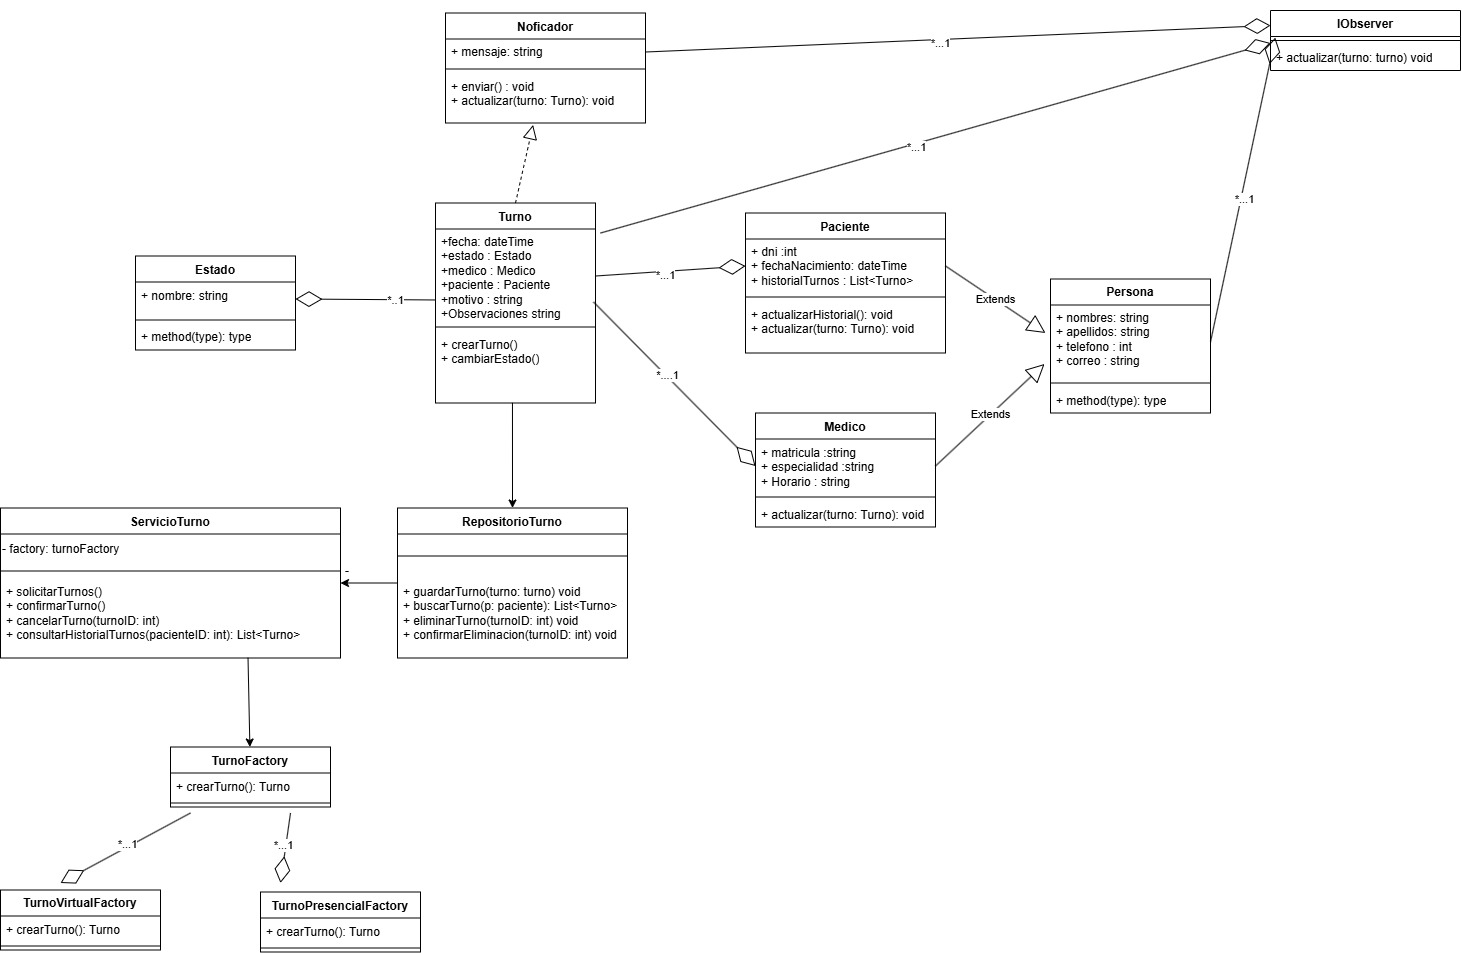 Noficador
+ mensaje: string
+ enviar() : void
+ actualizar(turno: Turno): void
IObserver
+ actualizar(turno: turno) void
*...1
*...1
*...1
Turno
+fecha: dateTime
+estado : Estado
+medico : Medico
+paciente : Paciente
+motivo : string
+Observaciones string
+ crearTurno()
+ cambiarEstado()
Estado
+ nombre: string
+ method(type): type
*..1
*...1
*....1
Paciente
+ dni :int
+ fechaNacimiento: dateTime
+ historialTurnos : List<Turno>
+ actualizarHistorial(): void
+ actualizar(turno: Turno): void
Extends
Persona
+ nombres: string
+ apellidos: string
+ telefono : int
+ correo : string
+ method(type): type
Extends
Medico
+ matricula :string
+ especialidad :string
+ Horario : string
+ actualizar(turno: Turno): void
ServicioTurno
- factory: turnoFactory
+ solicitarTurnos()
+ confirmarTurno()
+ cancelarTurno(turnoID: int)
+ consultarHistorialTurnos(pacienteID: int): List<Turno>
-
RepositorioTurno
+ guardarTurno(turno: turno) void
+ buscarTurno(p: paciente): List<Turno>
+ eliminarTurno(turnoID: int) void
+ confirmarEliminacion(turnoID: int) void
TurnoFactory
+ crearTurno(): Turno
*...1
*...1
TurnoVirtualFactory
+ crearTurno(): Turno
TurnoPresencialFactory
+ crearTurno(): Turno